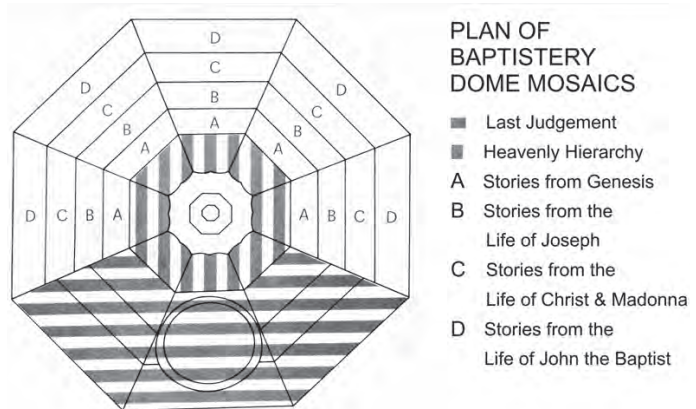 D
C
D D
B
C C
A
B B
A A
D C B A A B C D
PLAN OF
BAPTISTERY
DOME MOSAICS
Last Judgement
Heavenly Hierarchy
A Stories from Genesis
B Stories from the
Life of Joseph
C Stories from the
Life of Christ & Madonna
D Stories from the
Life of John the Baptist